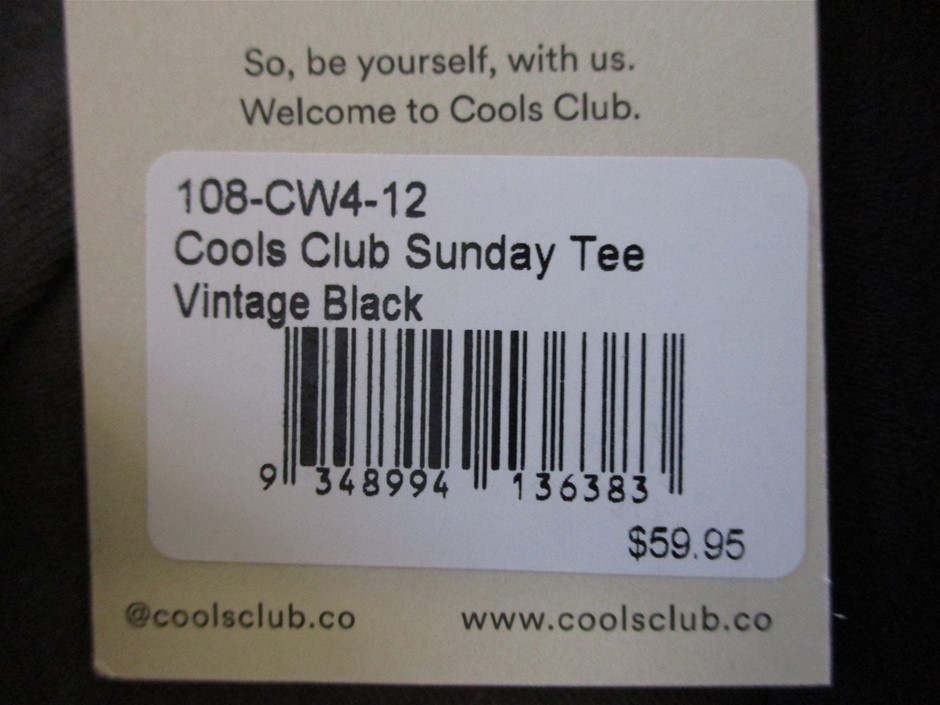 So, be yourself, with us.
Welcome to Cools Club.
108-CW4-12
Cools Club Sunday Tee
Vintage Black
9 348994 136383
$59.95
@coolsclub.co www.coolsclub.co